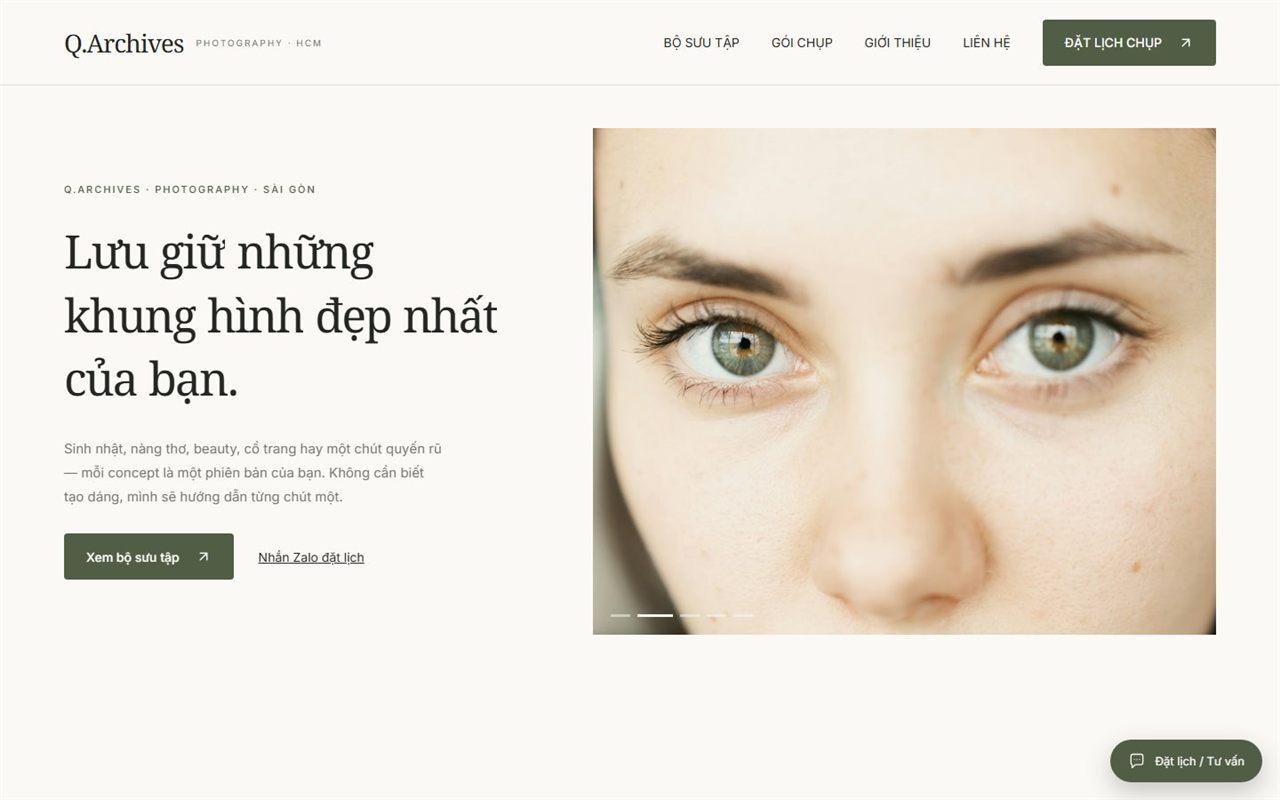 Q.Archives PHOTOGRAPHY · HCM
BỘ SƯU TẬP GÓI CHỤP GIỚI THIỆU LIÊN HỆ ĐẶT LỊCH CHỤP
Q.ARCHIVES · PHOTOGRAPHY · SÀI GÒN
Lưu giữ những
khung hình đẹp nhất
của bạn.
Sinh nhật, nàng thơ, beauty, cổ trang hay một chút quyến rũ
— mỗi concept là một phiên bản của bạn. Không cần biết
tạo dáng, mình sẽ hướng dẫn từng chút một.
Xem bộ sưu tập Nhắn Zalo đặt lịch
Đặt lịch / Tư vấn